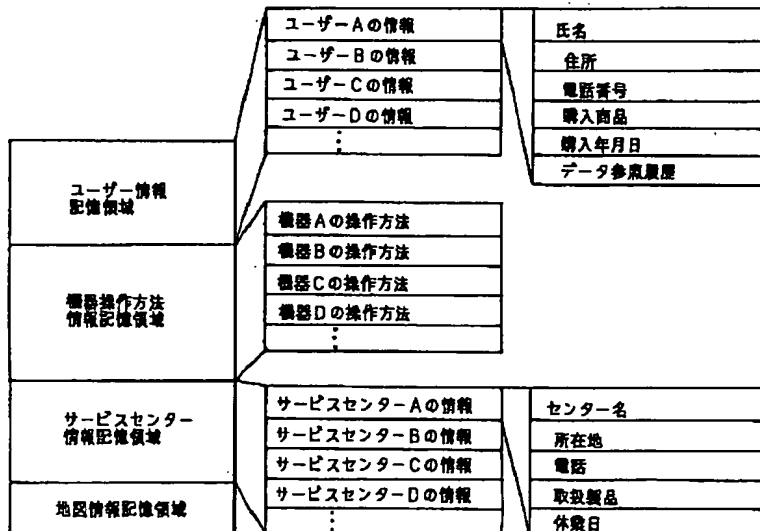 ユーザー情報
記憶領域
機器操作方法
情報記憶領域
サービスセンター
情報記憶領域
地図情報記憶領域
ユーザーAの情報
ユーザーBの情報
ユーザーCの情報
ユーザーDの情報
氏名
住所
電話番号
購入商品
購入年月日
データ参照履歴
機器Aの操作方法
機器Bの操作方法
機器Cの操作方法
機器Dの操作方法
サービスセンターAの情報
サービスセンターBの情報
サービスセンターCの情報
サービスセンターDの情報
センター名
所在地
電話
取扱製品
休業日